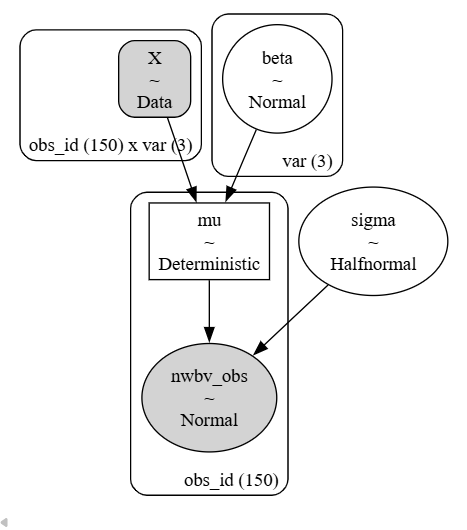 X
~
Data
obs_id (150) x var (3)
beta
~
Normal
var (3)
mu
~
Deterministic
sigma
~
Halfnormal
nwbv_obs
~
Normal
obs_id (150)